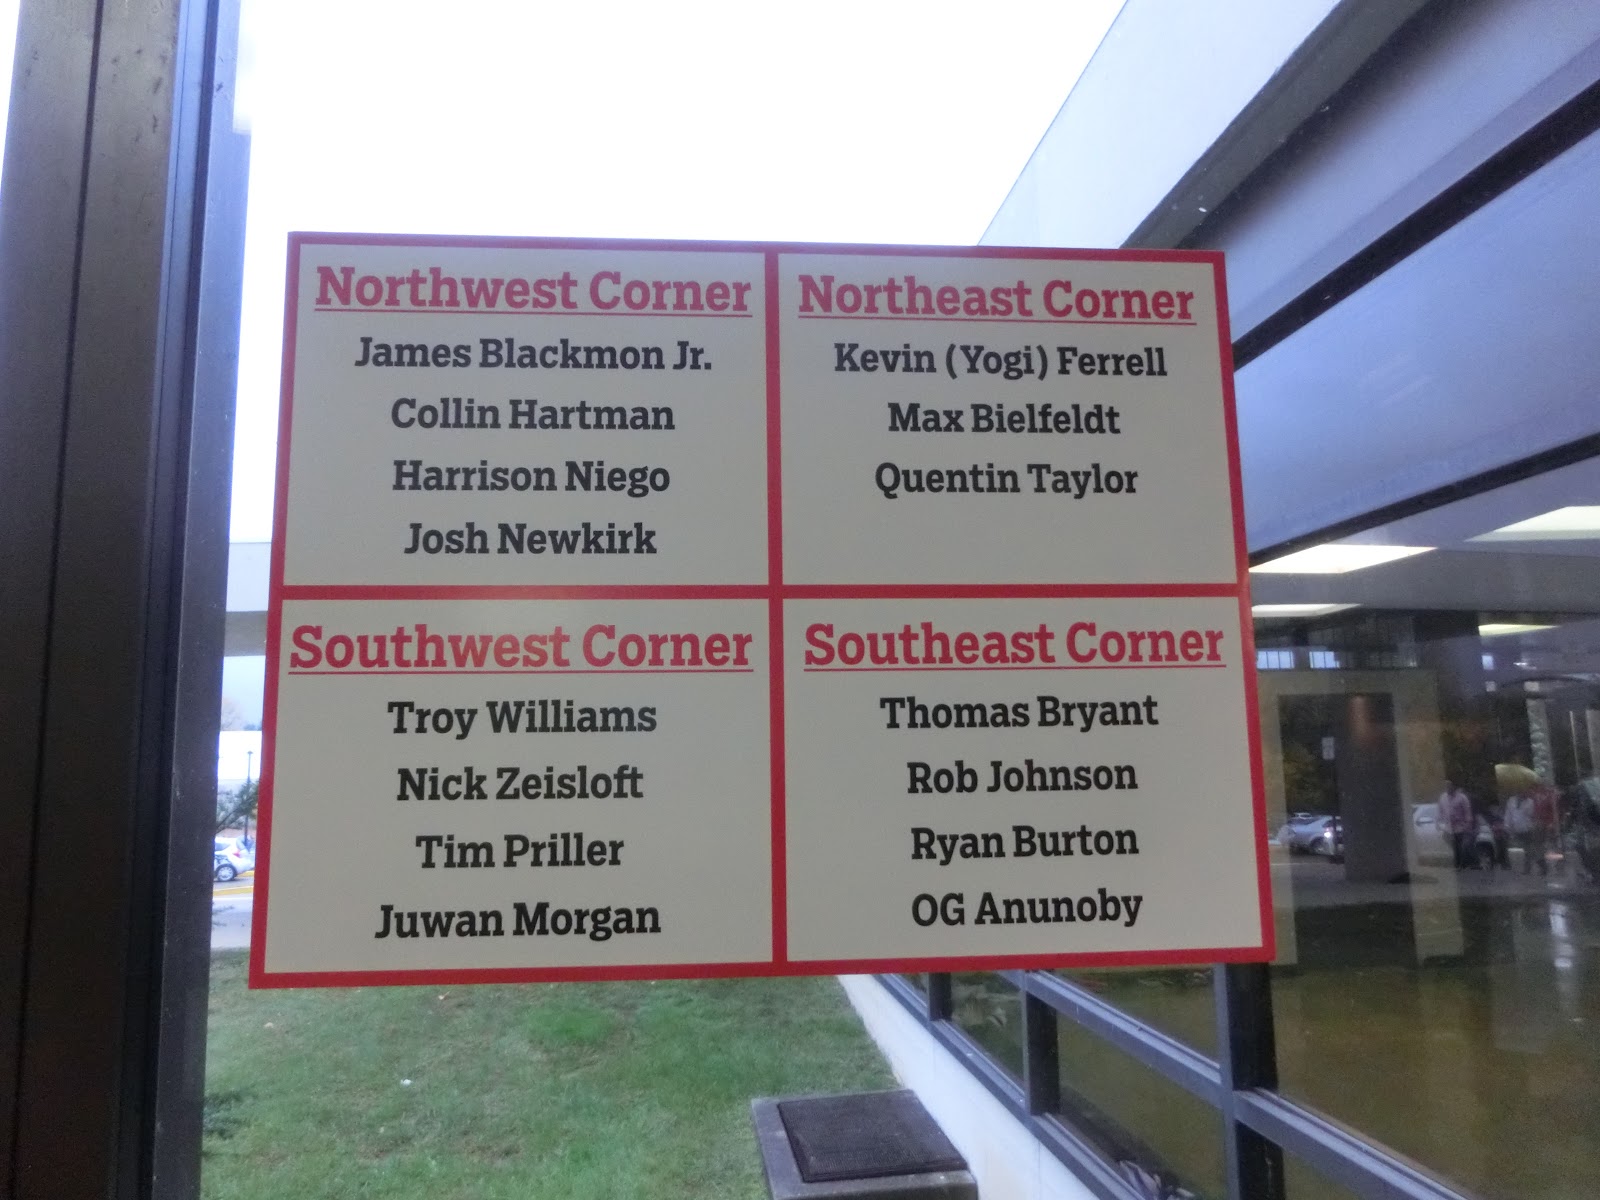 Northwest Corner
James Blackmon Jr.
Collin Hartman
Harrison Niego
Josh Newkirk
Northeast Corner
Kevin (Yogi) Ferrell
Max Bielfeldt
Quentin Taylor
Southwest Corner
Troy Williams
Nick Zeisloft
Tim Priller
Juwan Morgan
Southeast Corner
Thomas Bryant
Rob Johnson
Ryan Burton
OG Anunoby